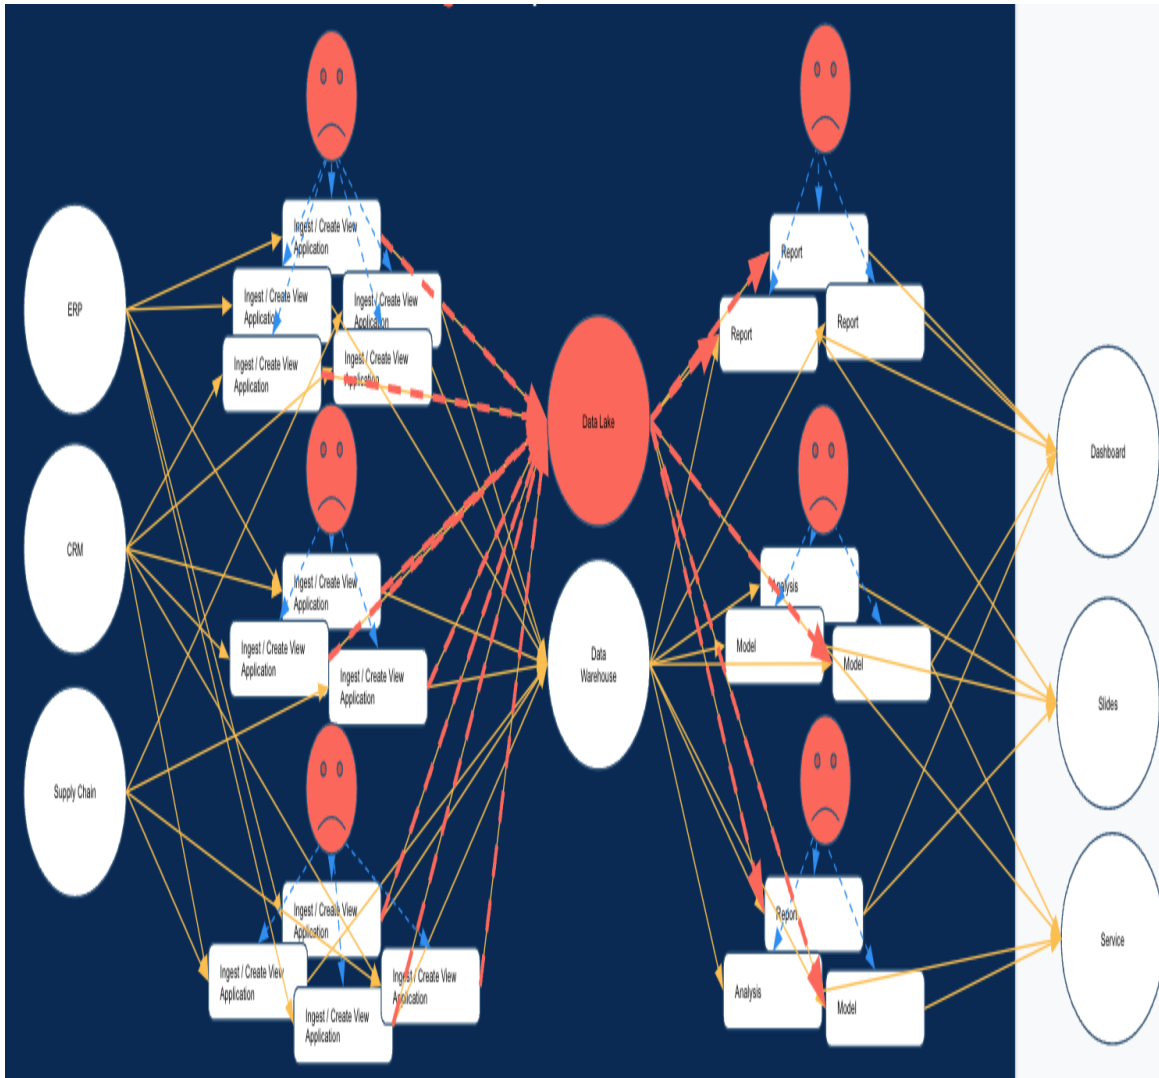 Ingest / Create View
Application
Ingest / Create View
Application
Ingest / Create View
Application
Ingest / Create View
Application
Ingest / Create View
Application
ERP
CRM
Supply Chain
Ingest / Create View
Application
Ingest / Create View
Application
Ingest / Create View
Application
Ingest / Create View
Application
Ingest / Create View
Application
Ingest / Create View
Application
Ingest / Create View
Application
Data Lake
Data
Warehouse
Report
Report
Report
Analysis
Model
Model
Report
Analysis
Model
Dashboard
Slides
Service